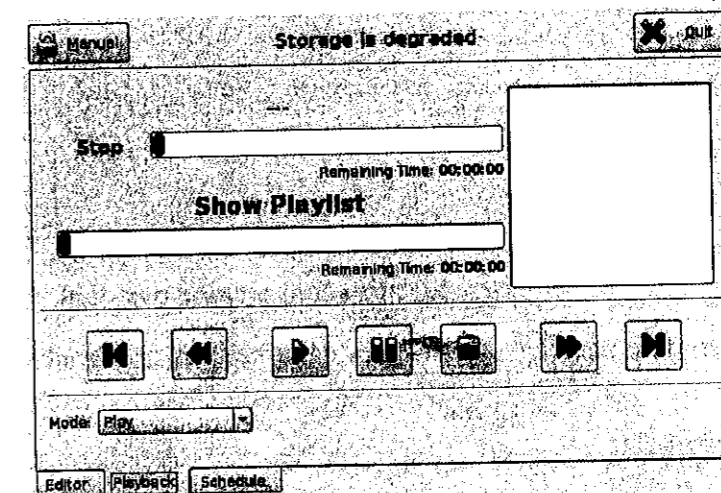 Manual Storage is degraded Quit
Stop
Remaining Time: 00:00:00
Show Playlist
Remaining Time: 00:00:00
Mode: Play
Editor Playback Schedule